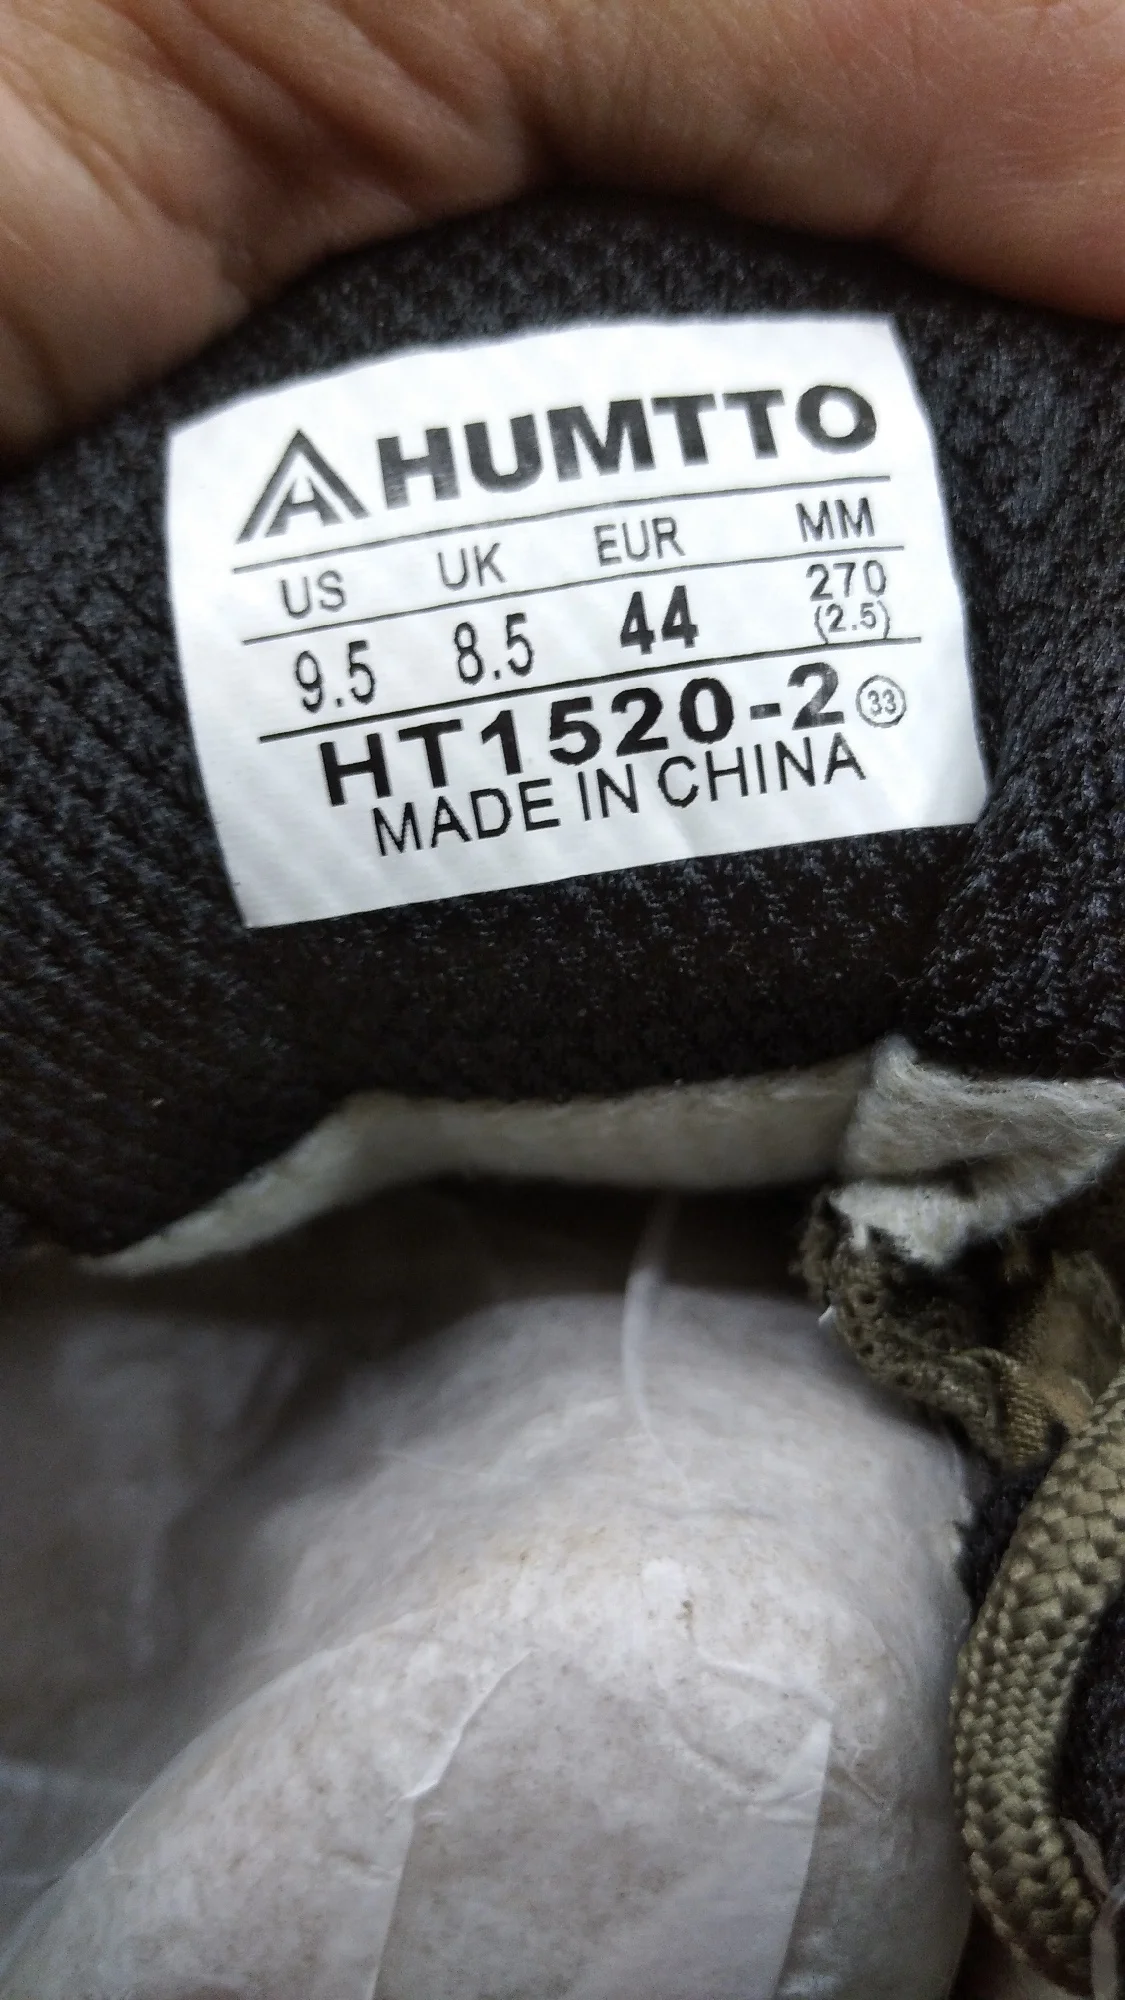 HUMTTO
US UK EUR MM
9.5 8.5 44 270 (2.5)
HT1520-2 33
MADE IN CHINA